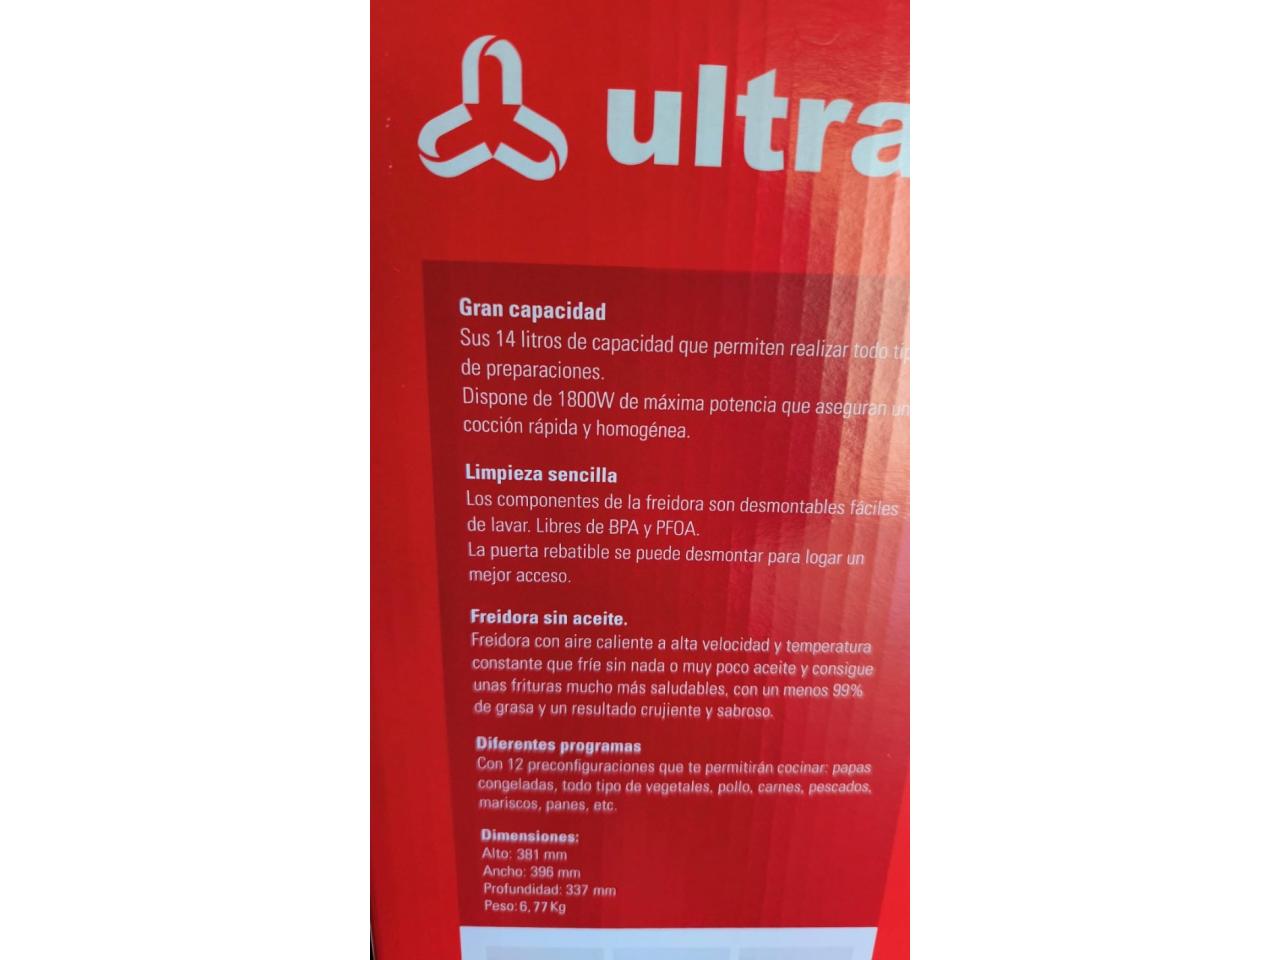 ultra
Gran capacidad
Sus 14 litros de capacidad que permiten realizar todo tip
de preparaciones.
Dispone de 1800W de máxima potencia que aseguran un
cocción rápida y homogénea.
Limpieza sencilla
Los componentes de la freidora son desmontables fáciles
de lavar. Libres de BPA y PFOA.
La puerta rebatible se puede desmontar para logar un
mejor acceso.
Freidora sin aceite.
Freidora con aire caliente a alta velocidad y temperatura
constante que fríe sin nada o muy poco aceite y consigue
unas frituras mucho más saludables, con un menos 99%
de grasa y un resultado crujiente y sabroso.
Diferentes programas
Con 12 preconfiguraciones que te permitirán cocinar: papas
congeladas, todo tipo de vegetales, pollo, carnes, pescados,
mariscos, panes, etc.
Dimensiones:
Alto: 381 mm
Ancho: 396 mm
Profundidad: 337 mm
Peso: 6,77 Kg